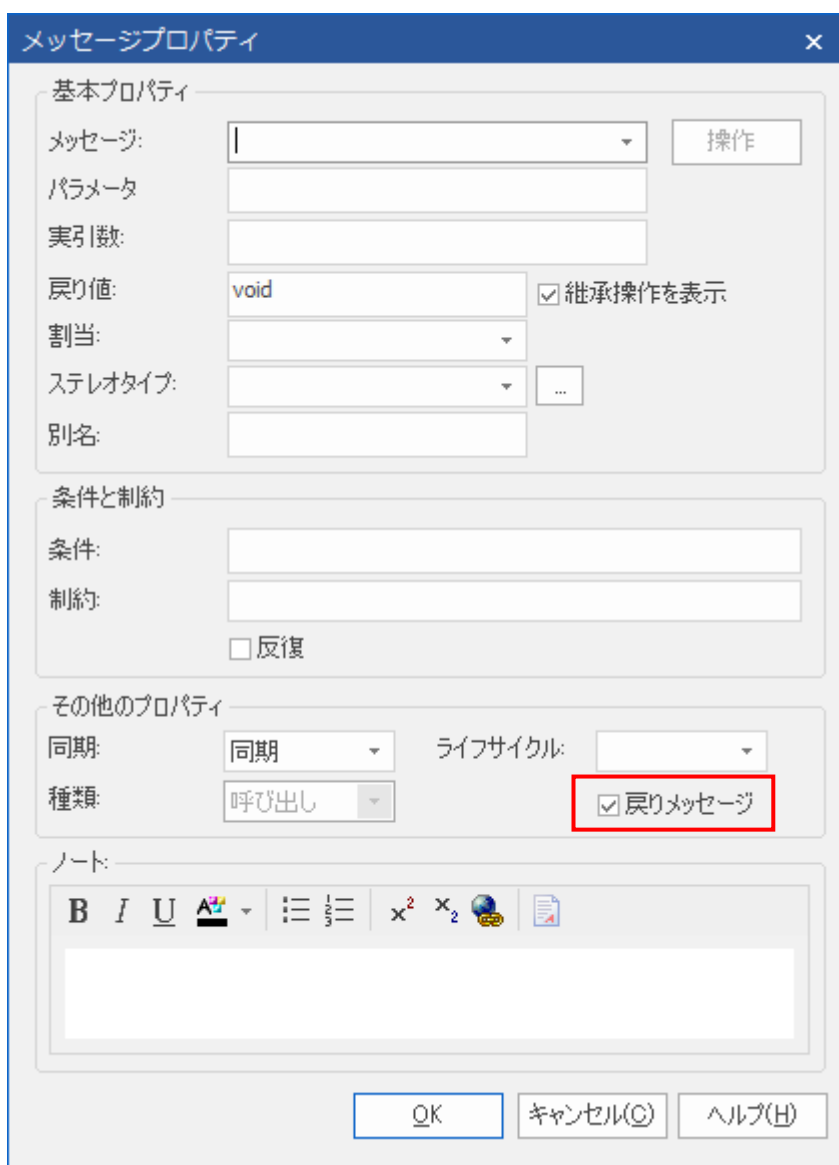 メッセージプロパティ ×
基本プロパティ
メッセージ: 操作
パラメータ
実引数:
戻り値: void 継承操作を表示
割当:
ステレオタイプ: ...
別名:
条件と制約
条件:
制約:
反復
その他のプロパティ
同期: 同期 ライフサイクル:
種類: 呼び出し 戻りメッセージ
ノート:
B I U A x² x₂
OK キャンセル(C) ヘルプ(H)